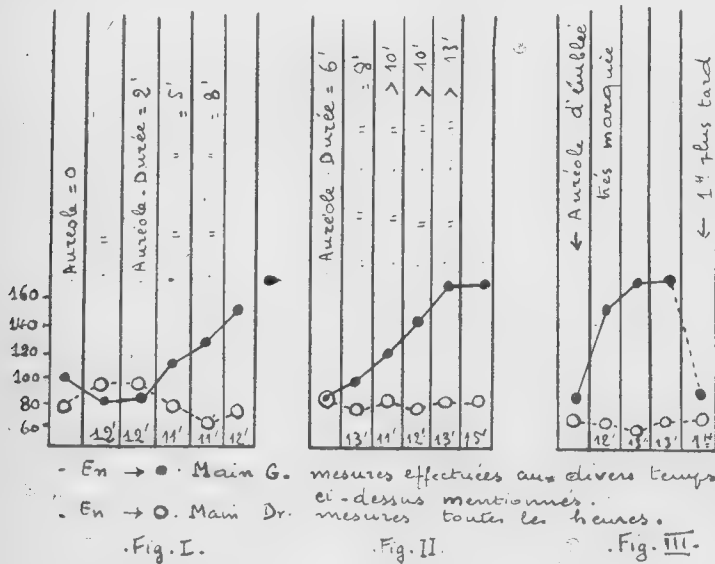 Auréole = 0
"
Auréole-Durée = 2'
" " = 5'
" " = 8'
160
140
120
100
80
60
12' 12' 11' 11' 12'
Auréole Durée = 6'
" " = 9'
" " > 10'
" " > 10'
" " > 13'
13' 11' 12' 13' 15'
← Auréole d'emblée
très marquée
← 1H plus tard
12' 13' 13' 1H
- En → ●. Main G. mesures effectuées aux divers temps
ci-dessus mentionnés.
. En → O. Main Dr. mesures toutes les heures.
.Fig. I.
.Fig. II
.Fig. III.